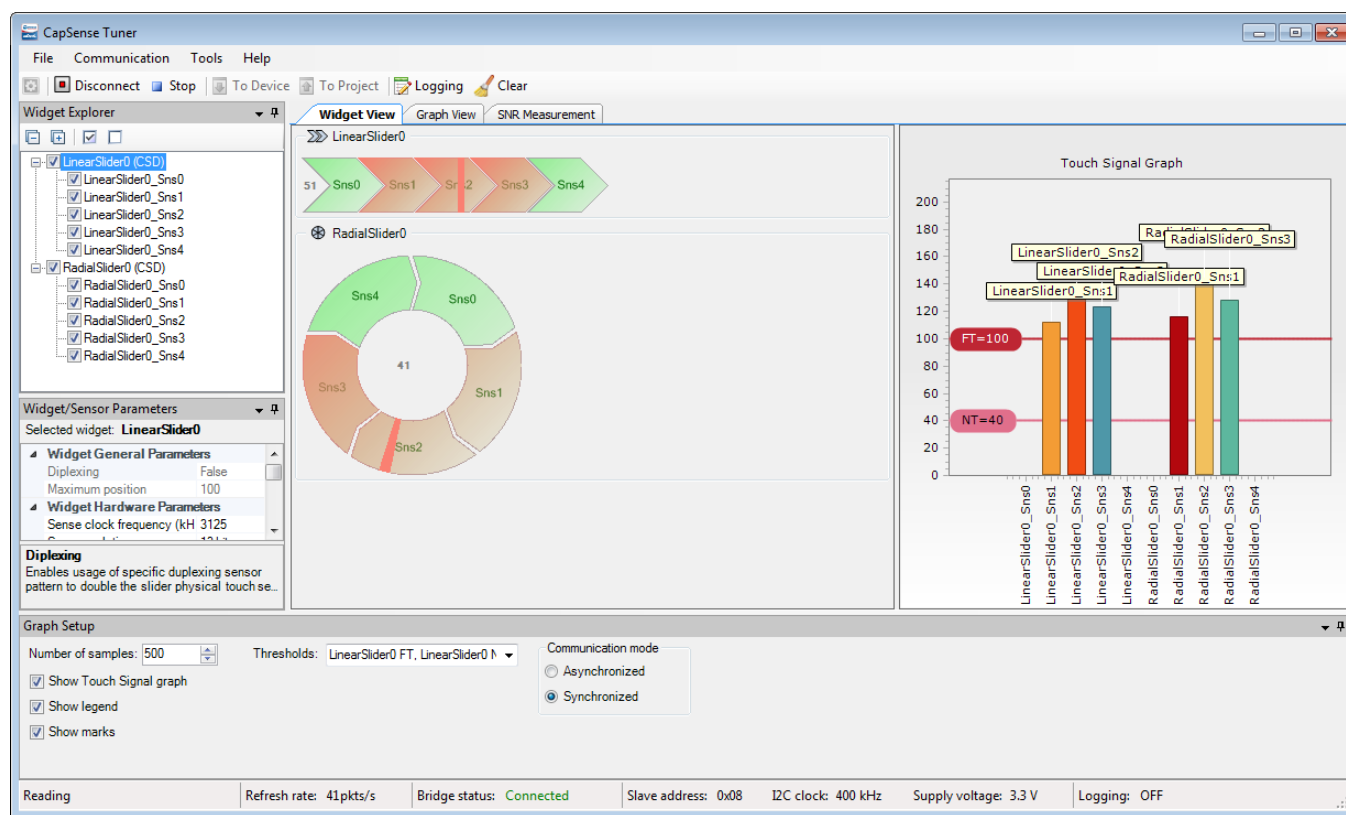 CapSense Tuner
File Communication Tools Help
Disconnect Stop To Device To Project Logging Clear
Widget Explorer
LinearSlider0 (CSD)
LinearSlider0_Sns0
LinearSlider0_Sns1
LinearSlider0_Sns2
LinearSlider0_Sns3
LinearSlider0_Sns4
RadialSlider0 (CSD)
RadialSlider0_Sns0
RadialSlider0_Sns1
RadialSlider0_Sns2
RadialSlider0_Sns3
RadialSlider0_Sns4
Widget/Sensor Parameters
Selected widget: LinearSlider0
Widget General Parameters
Diplexing False
Maximum position 100
Widget Hardware Parameters
Sense clock frequency (kH 3125
Diplexing
Enables usage of specific duplexing sensor
pattern to double the slider physical touch se...
Widget View Graph View SNR Measurement
LinearSlider0
51 Sns0 Sns1 Sns2 Sns3 Sns4
RadialSlider0
Sns4 Sns0
41
Sns3 Sns1
Sns2
Touch Signal Graph
200
180
160
140
120
100
80
60
40
20
0
RadialSlider0_Sns3
LinearSlider0_Sns2
RadialSlider0_Sns1
LinearSlider0_Sns1
FT=100
NT=40
LinearSlider0_Sns0
LinearSlider0_Sns1
LinearSlider0_Sns2
LinearSlider0_Sns3
LinearSlider0_Sns4
RadialSlider0_Sns0
RadialSlider0_Sns1
RadialSlider0_Sns2
RadialSlider0_Sns3
RadialSlider0_Sns4
Graph Setup
Number of samples: 500 Thresholds: LinearSlider0 FT, LinearSlider0 N Communication mode
Show Touch Signal graph Asynchronized
Show legend Synchronized
Show marks
Reading Refresh rate: 41pkts/s Bridge status: Connected Slave address: 0x08 I2C clock: 400 kHz Supply voltage: 3.3 V Logging: OFF